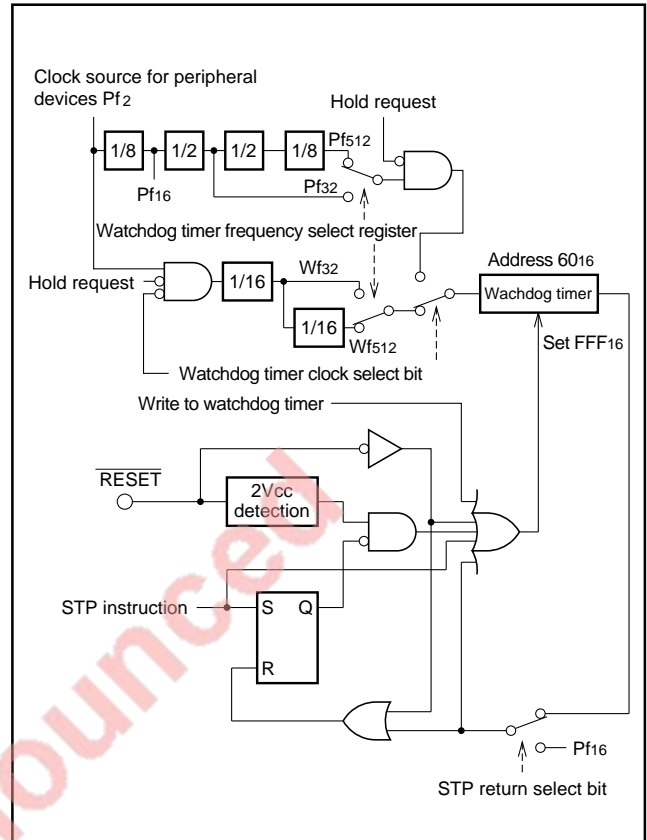 Clock source for peripheral
devices Pf2
Hold request
1/8
1/2
1/2
1/8
Pf512
Pf16
Pf32
Watchdog timer frequency select register
Address 6016
Hold request
1/16
Wf32
Wachdog timer
1/16
Wf512
Set FFF16
Watchdog timer clock select bit
Write to watchdog timer
RESET
2Vcc
detection
STP instruction
S Q
R
Pf16
STP return select bit
ounced